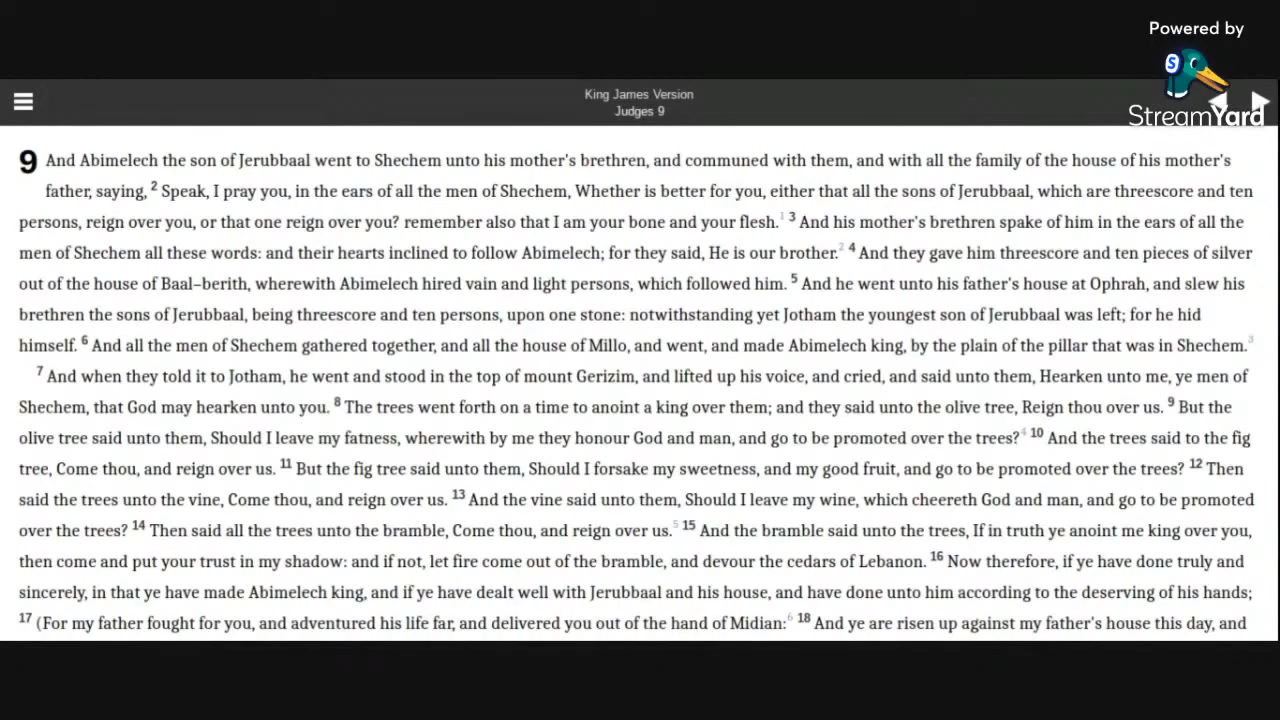 Powered by
StreamYard
King James Version
Judges 9
9 And Abimelech the son of Jerubbaal went to Shechem unto his mother's brethren, and communed with them, and with all the family of the house of his mother's
father, saying, 2 Speak, I pray you, in the ears of all the men of Shechem, Whether is better for you, either that all the sons of Jerubbaal, which are threescore and ten
persons, reign over you, or that one reign over you? remember also that I am your bone and your flesh.1 3 And his mother's brethren spake of him in the ears of all the
men of Shechem all these words: and their hearts inclined to follow Abimelech; for they said, He is our brother.2 4 And they gave him threescore and ten pieces of silver
out of the house of Baal–berith, wherewith Abimelech hired vain and light persons, which followed him. 5 And he went unto his father's house at Ophrah, and slew his
brethren the sons of Jerubbaal, being threescore and ten persons, upon one stone: notwithstanding yet Jotham the youngest son of Jerubbaal was left; for he hid
himself. 6 And all the men of Shechem gathered together, and all the house of Millo, and went, and made Abimelech king, by the plain of the pillar that was in Shechem.3
7 And when they told it to Jotham, he went and stood in the top of mount Gerizim, and lifted up his voice, and cried, and said unto them, Hearken unto me, ye men of
Shechem, that God may hearken unto you. 8 The trees went forth on a time to anoint a king over them; and they said unto the olive tree, Reign thou over us. 9 But the
olive tree said unto them, Should I leave my fatness, wherewith by me they honour God and man, and go to be promoted over the trees?4 10 And the trees said to the fig
tree, Come thou, and reign over us. 11 But the fig tree said unto them, Should I forsake my sweetness, and my good fruit, and go to be promoted over the trees? 12 Then
said the trees unto the vine, Come thou, and reign over us. 13 And the vine said unto them, Should I leave my wine, which cheereth God and man, and go to be promoted
over the trees? 14 Then said all the trees unto the bramble, Come thou, and reign over us.5 15 And the bramble said unto the trees, If in truth ye anoint me king over you,
then come and put your trust in my shadow: and if not, let fire come out of the bramble, and devour the cedars of Lebanon. 16 Now therefore, if ye have done truly and
sincerely, in that ye have made Abimelech king, and if ye have dealt well with Jerubbaal and his house, and have done unto him according to the deserving of his hands;
17 (For my father fought for you, and adventured his life far, and delivered you out of the hand of Midian:6 18 And ye are risen up against my father's house this day, and